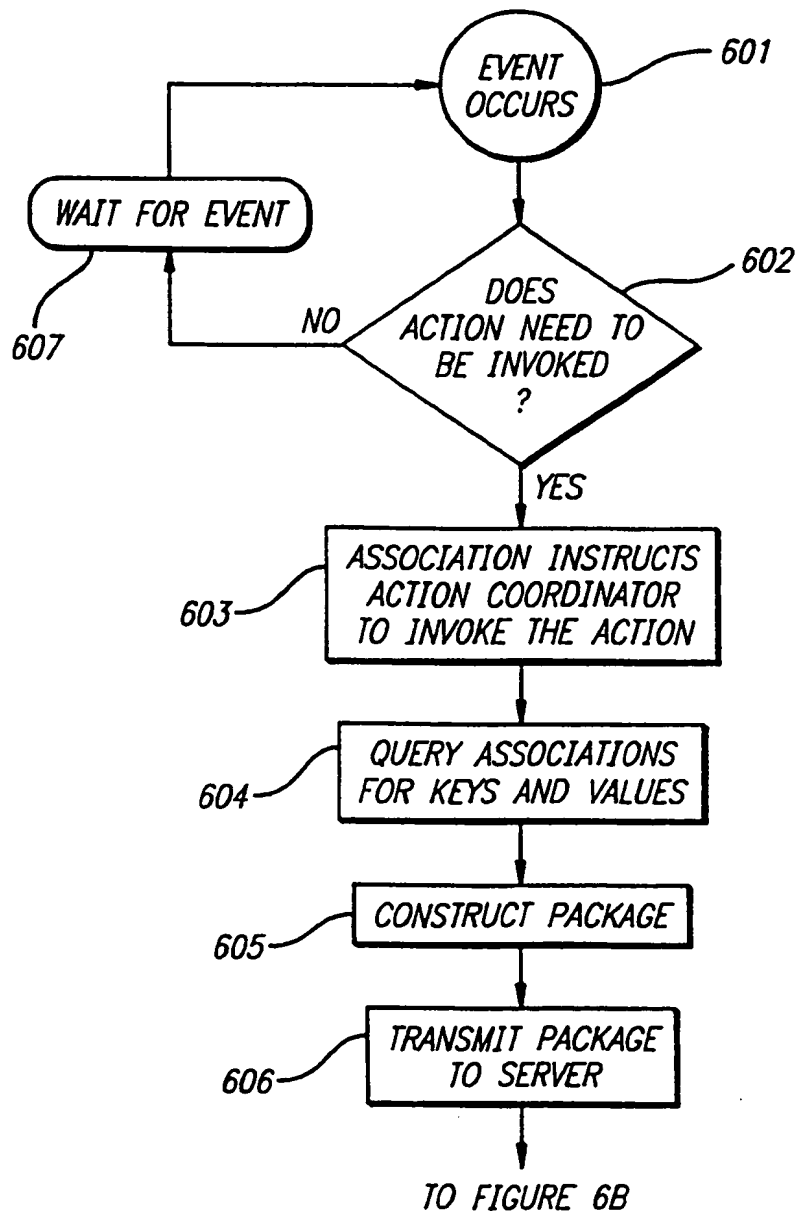 EVENT
OCCURS
601
WAIT FOR EVENT
607
DOES
ACTION NEED TO
BE INVOKED
?
602
NO
YES
ASSOCIATION INSTRUCTS
ACTION COORDINATOR
TO INVOKE THE ACTION
603
QUERY ASSOCIATIONS
FOR KEYS AND VALUES
604
CONSTRUCT PACKAGE
605
TRANSMIT PACKAGE
TO SERVER
606
TO FIGURE 6B